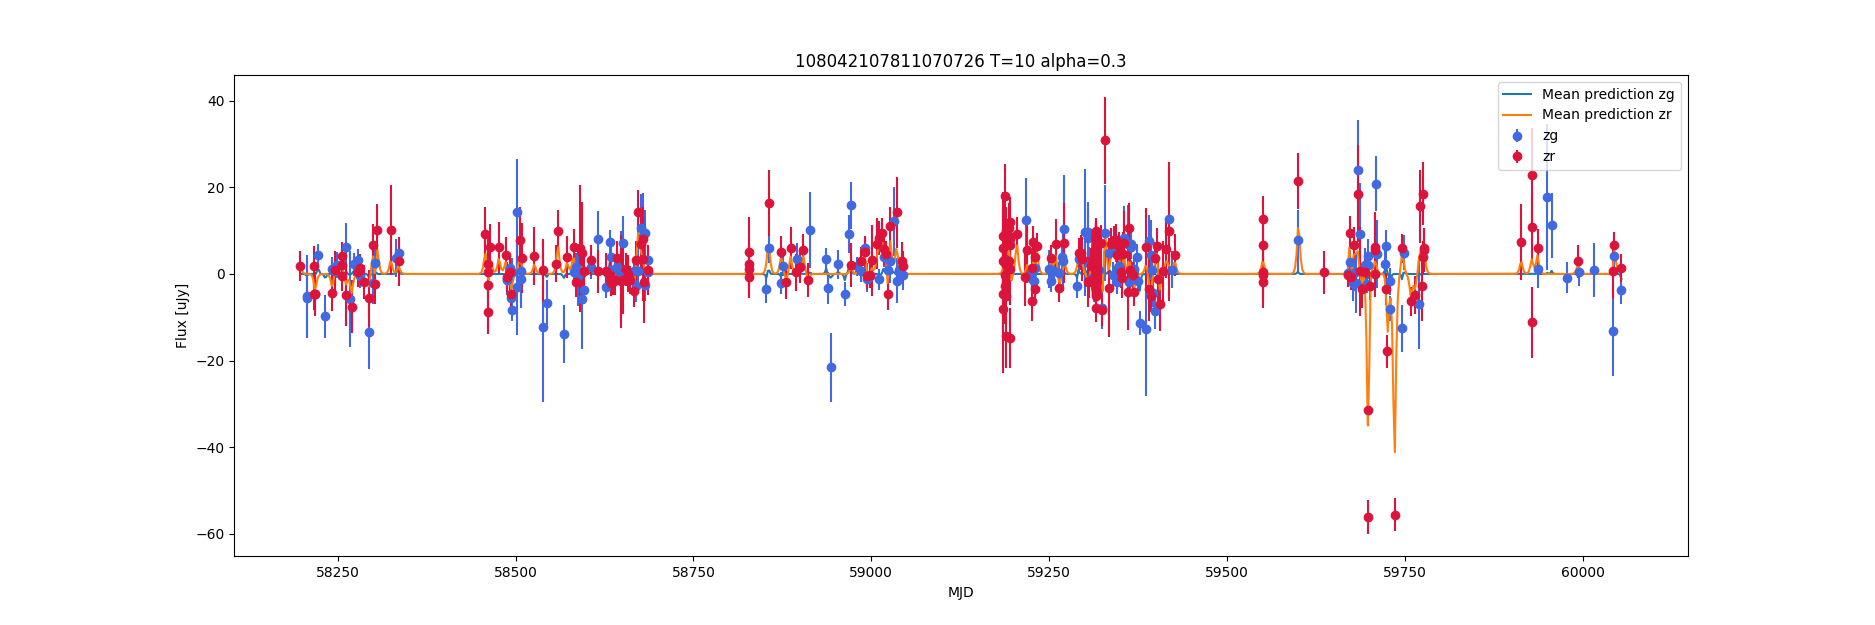 108042107811070726 T=10 alpha=0.3
Mean prediction zg
Mean prediction zr
zg
zr
Flux [uJy]
40
20
0
−20
−40
−60
58250 58500 58750 59000 59250 59500 59750 60000
MJD